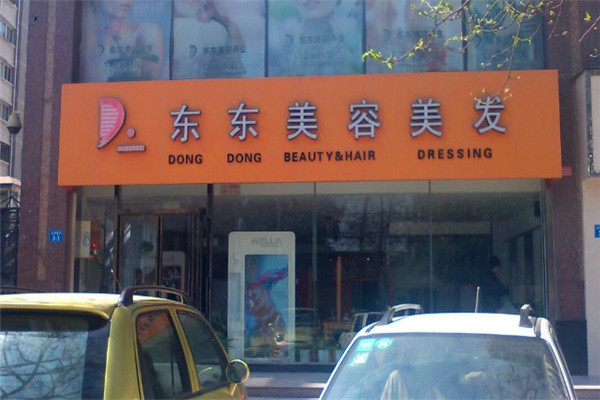 东东美容美发
DONG DONG BEAUTY&HAIR DRESSING
WELLA